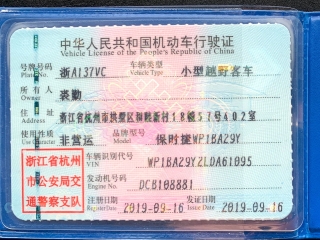 中华人民共和国机动车行驶证
Vehicle License of the People's Republic of China
号牌号码 浙A137VC 车辆类型 小型越野客车
Plate No. Vehicle Type
所有人 裘勤
Owner
住址 浙江省杭州市拱墅区御畅新村18幢57号402室
Address
使用性质 非营运 品牌型号 保时捷WP1BA29Y
Use Character Model
浙江省杭州 车辆识别代号 WP1BA29YZLDA61095
VIN
市公安局交 发动机号码 DCB108881
Engine No.
通警察支队 注册日期 2019-09-16 发证日期 2019-09-16
Register Date Issue Date